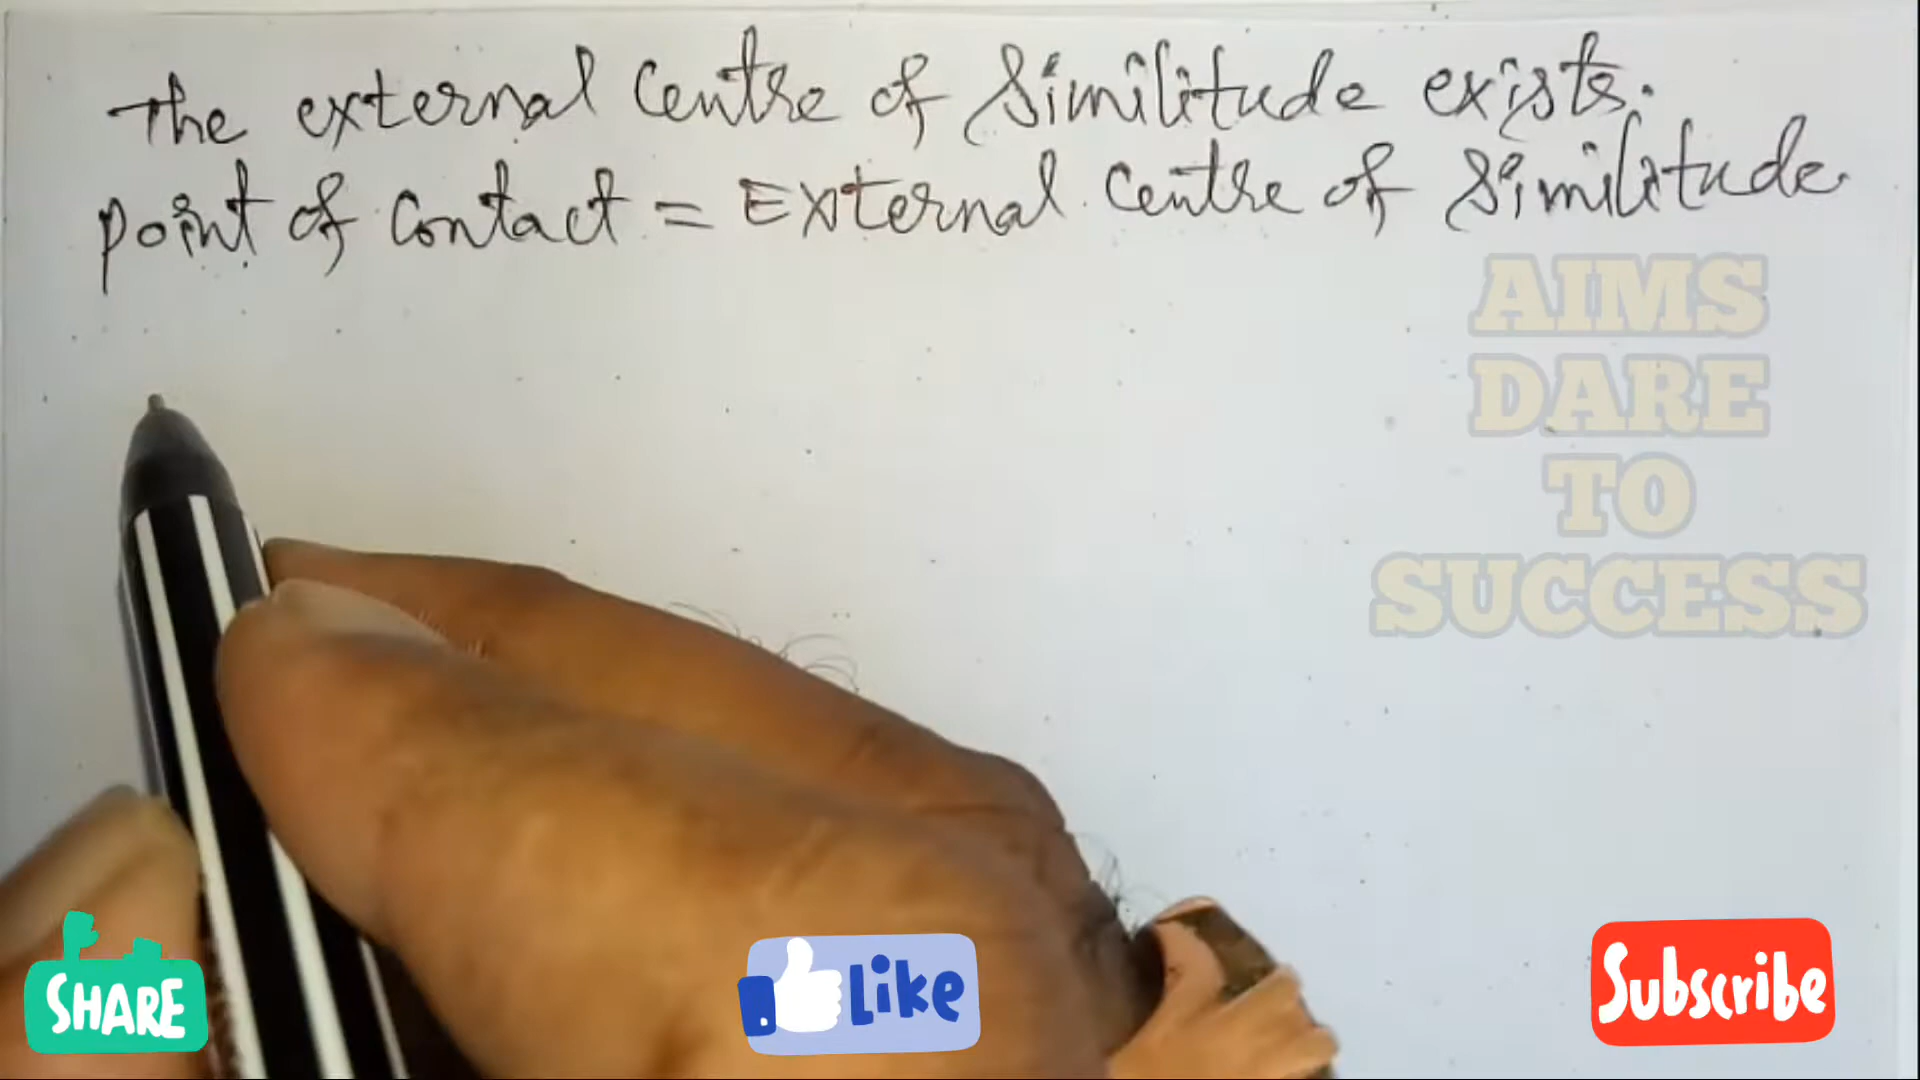 The external Centre of Similitude exists.
point of Contact = External Centre of Similitude
AIMS
DARE
TO
SUCCESS
SHARE
Like
Subscribe